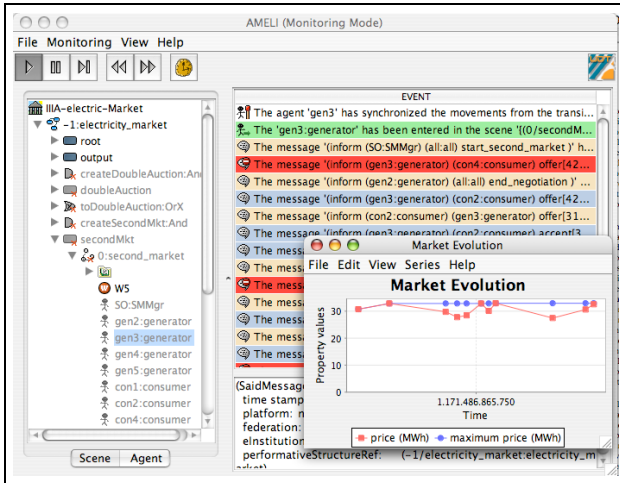 AMELI (Monitoring Mode)
File Monitoring View Help
IIIA-electric-Market
-1:electricity_market
root
output
createDoubleAuction:An
doubleAuction
toDoubleAuction:OrX
createSecondMkt:And
secondMkt
0:second_market
W5
SO:SMMgr
gen2:generator
gen3:generator
gen4:generator
gen5:generator
con1:consumer
con2:consumer
con4:consumer
Scene Agent
EVENT
The agent 'gen3' has synchronized the movements from the transi...
The 'gen3:generator' has been entered in the scene '[(0/secondM...
The message '(inform (SO:SMMgr) (all:all) start_second_market )' h...
The message '(inform (gen3:generator) (con4:consumer) offer[42...
The message '(inform (gen2:generator) (all:all) end_negotiation )' ...
The message '(inform (gen3:generator) (con2:consumer) offer[42...
The message '(inform (con2:consumer) (gen3:generator) offer[31...
The message '(inform (gen3:generator) (con2:consumer) accept[3...
The mess
The mess
The messa
The mess
The mess
The mess
The mess
(SaidMessage
time stamp
platform: n
federation:
eInstitution
performativeStructureRef: (-1/electricity_market:electricity_m
arket)
Market Evolution
File Edit View Series Help
Market Evolution
Property values
30
20
10
0
1.171.486.865.750
Time
price (MWh) maximum price (MWh)